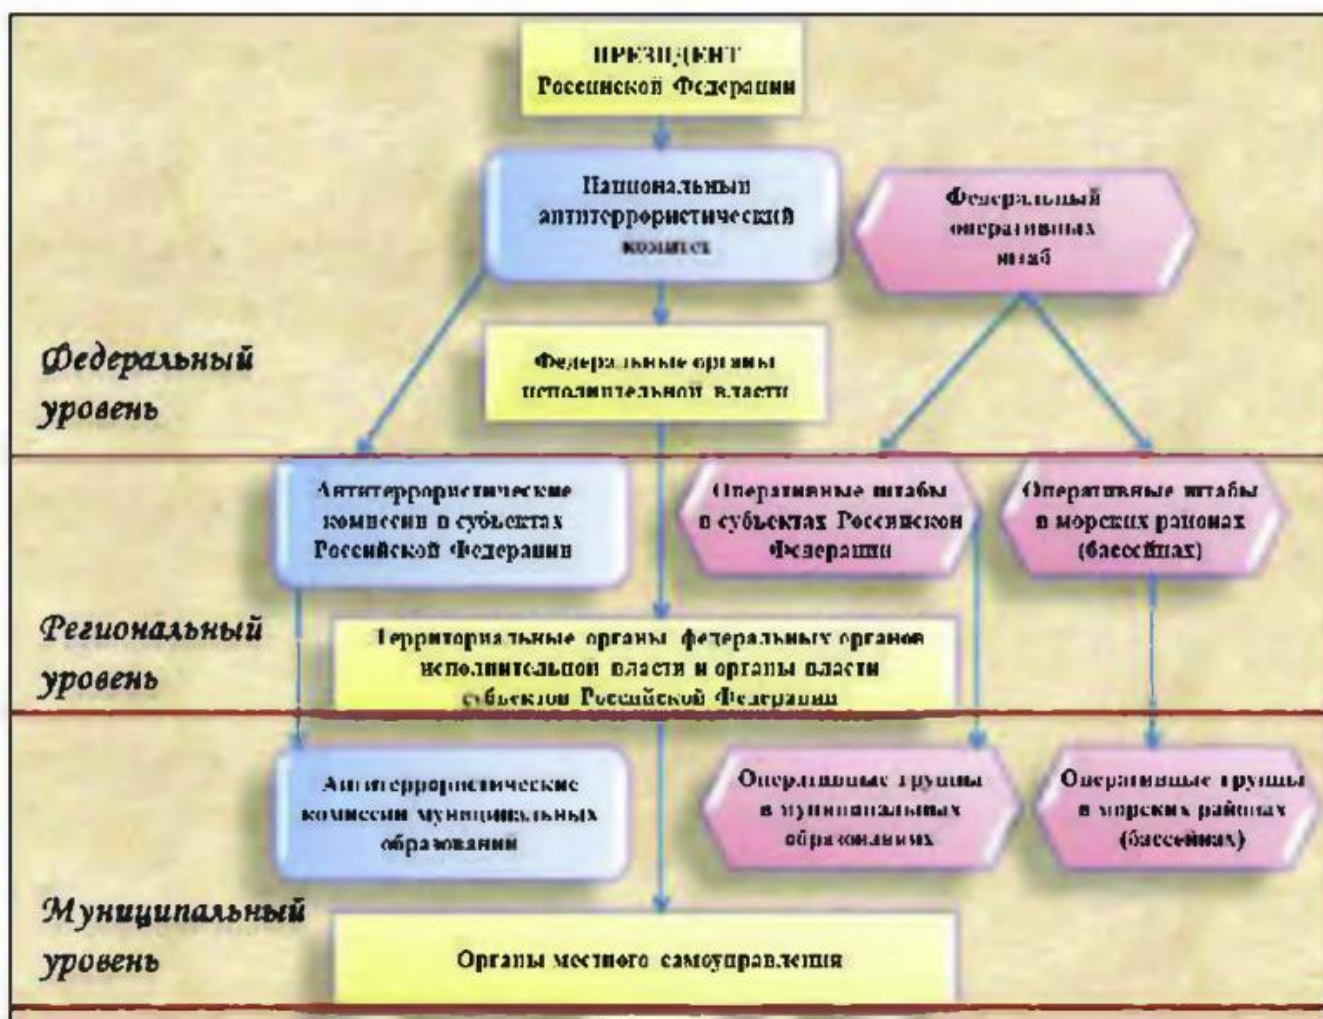 ПРЕЗИДЕНТ
Российской Федерации
Национальный
антитеррористический
комитет
Федеральный
оперативных
штаб
Федеральный
уровень
Федеральные органы
исполнительной власти
Антитеррористические
комиссии в субъектах
Российской Федерации
Оперативные штабы
в субъектах Российской
Федерации
Оперативные штабы
в морских районах
(бассейнах)
Региональный
уровень
Территориальные органы федеральных органов
исполнительной власти и органы власти
субъектов Российской Федерации
Антитеррористические
комиссии муниципальных
образований
Оперативные группы
в муниципальных
образованиях
Оперативные группы
в морских районах
(бассейнах)
Муниципальный
уровень
Органы местного самоуправления